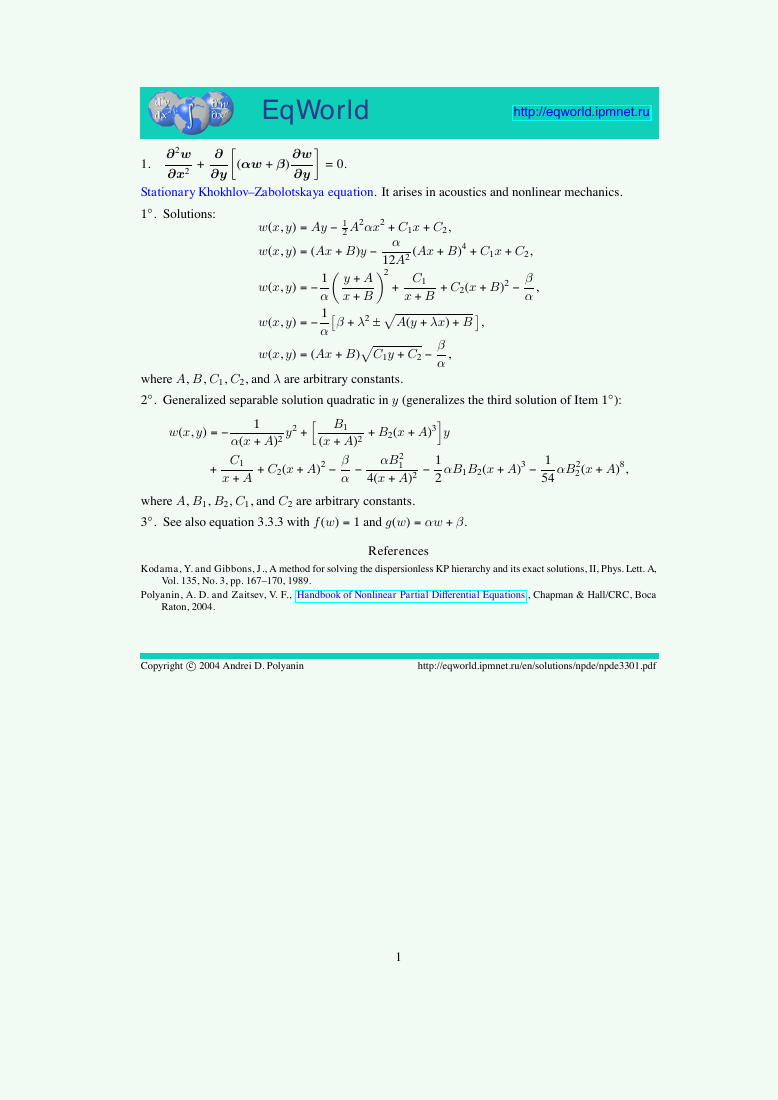 EqWorld http://eqworld.ipmnet.ru
1. ∂²w/∂x² + ∂/∂y[(αw + β)∂w/∂y] = 0.
Stationary Khokhlov–Zabolotskaya equation. It arises in acoustics and nonlinear mechanics.
1°. Solutions:
w(x, y) = Ay − ½A²αx² + C₁x + C₂,
w(x, y) = (Ax + B)y − α/(12A²)(Ax + B)⁴ + C₁x + C₂,
w(x, y) = −1/α((y + A)/(x + B))² + C₁/(x + B) + C₂(x + B)² − β/α,
w(x, y) = −1/α[β + λ² ± √(A(y + λx) + B)],
w(x, y) = (Ax + B)√(C₁y + C₂) − β/α,
where A, B, C₁, C₂, and λ are arbitrary constants.
2°. Generalized separable solution quadratic in y (generalizes the third solution of Item 1°):
w(x, y) = −1/(α(x + A)²)y² + [B₁/(x + A)² + B₂(x + A)³]y
+ C₁/(x + A) + C₂(x + A)² − β/α − αB₁²/(4(x + A)²) − ½αB₁B₂(x + A)³ − 1/54αB₂²(x + A)⁸,
where A, B₁, B₂, C₁, and C₂ are arbitrary constants.
3°. See also equation 3.3.3 with f(w) = 1 and g(w) = αw + β.
References
Kodama, Y. and Gibbons, J., A method for solving the dispersionless KP hierarchy and its exact solutions, II, Phys. Lett. A,
Vol. 135, No. 3, pp. 167–170, 1989.
Polyanin, A. D. and Zaitsev, V. F., Handbook of Nonlinear Partial Differential Equations, Chapman & Hall/CRC, Boca
Raton, 2004.
Copyright © 2004 Andrei D. Polyanin http://eqworld.ipmnet.ru/en/solutions/npde/npde3301.pdf
1